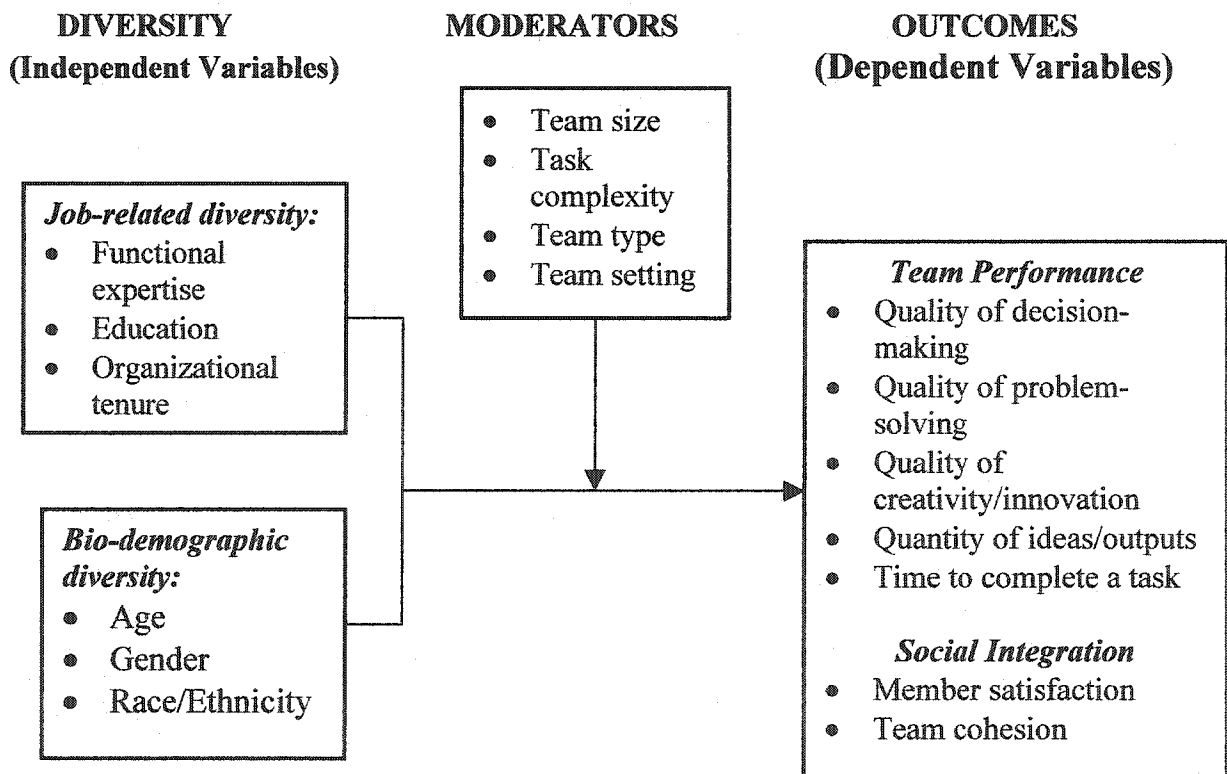 DIVERSITY
(Independent Variables)
MODERATORS
OUTCOMES
(Dependent Variables)
• Team size
• Task
complexity
• Team type
• Team setting
Job-related diversity:
• Functional
expertise
• Education
• Organizational
tenure
Bio-demographic
diversity:
• Age
• Gender
• Race/Ethnicity
Team Performance
• Quality of decision-
making
• Quality of problem-
solving
• Quality of
creativity/innovation
• Quantity of ideas/outputs
• Time to complete a task
Social Integration
• Member satisfaction
• Team cohesion